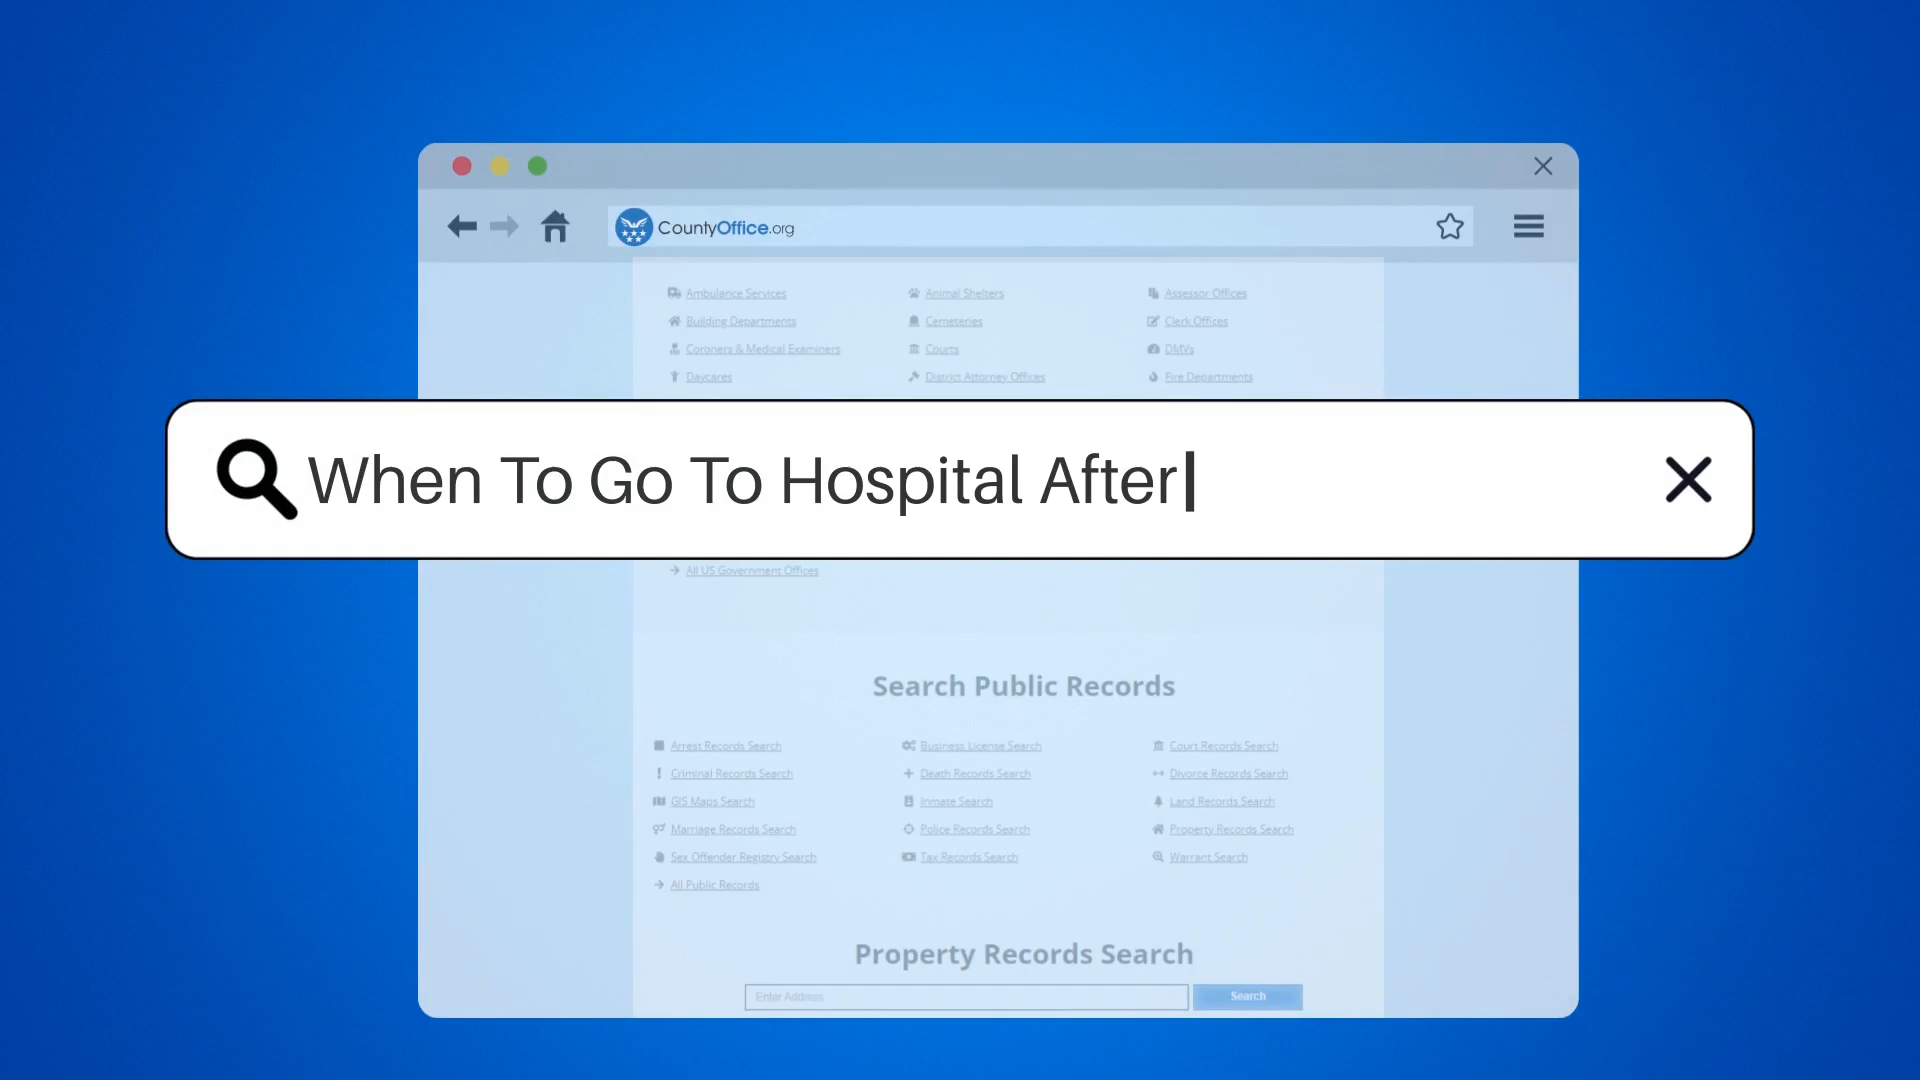 CountyOffice.org
Ambulance Services Animal Shelters Assessor Offices
Building Departments Cemeteries Clerk Offices
Coroners & Medical Examiners Courts DMVs
Daycares District Attorney Offices Fire Departments
When To Go To Hospital After
All US Government Offices
Search Public Records
Arrest Records Search Business License Search Court Records Search
Criminal Records Search Death Records Search Divorce Records Search
GIS Maps Search Inmate Search Land Records Search
Marriage Records Search Police Records Search Property Records Search
Sex Offender Registry Search Tax Records Search Warrant Search
All Public Records
Property Records Search
Enter Address Search